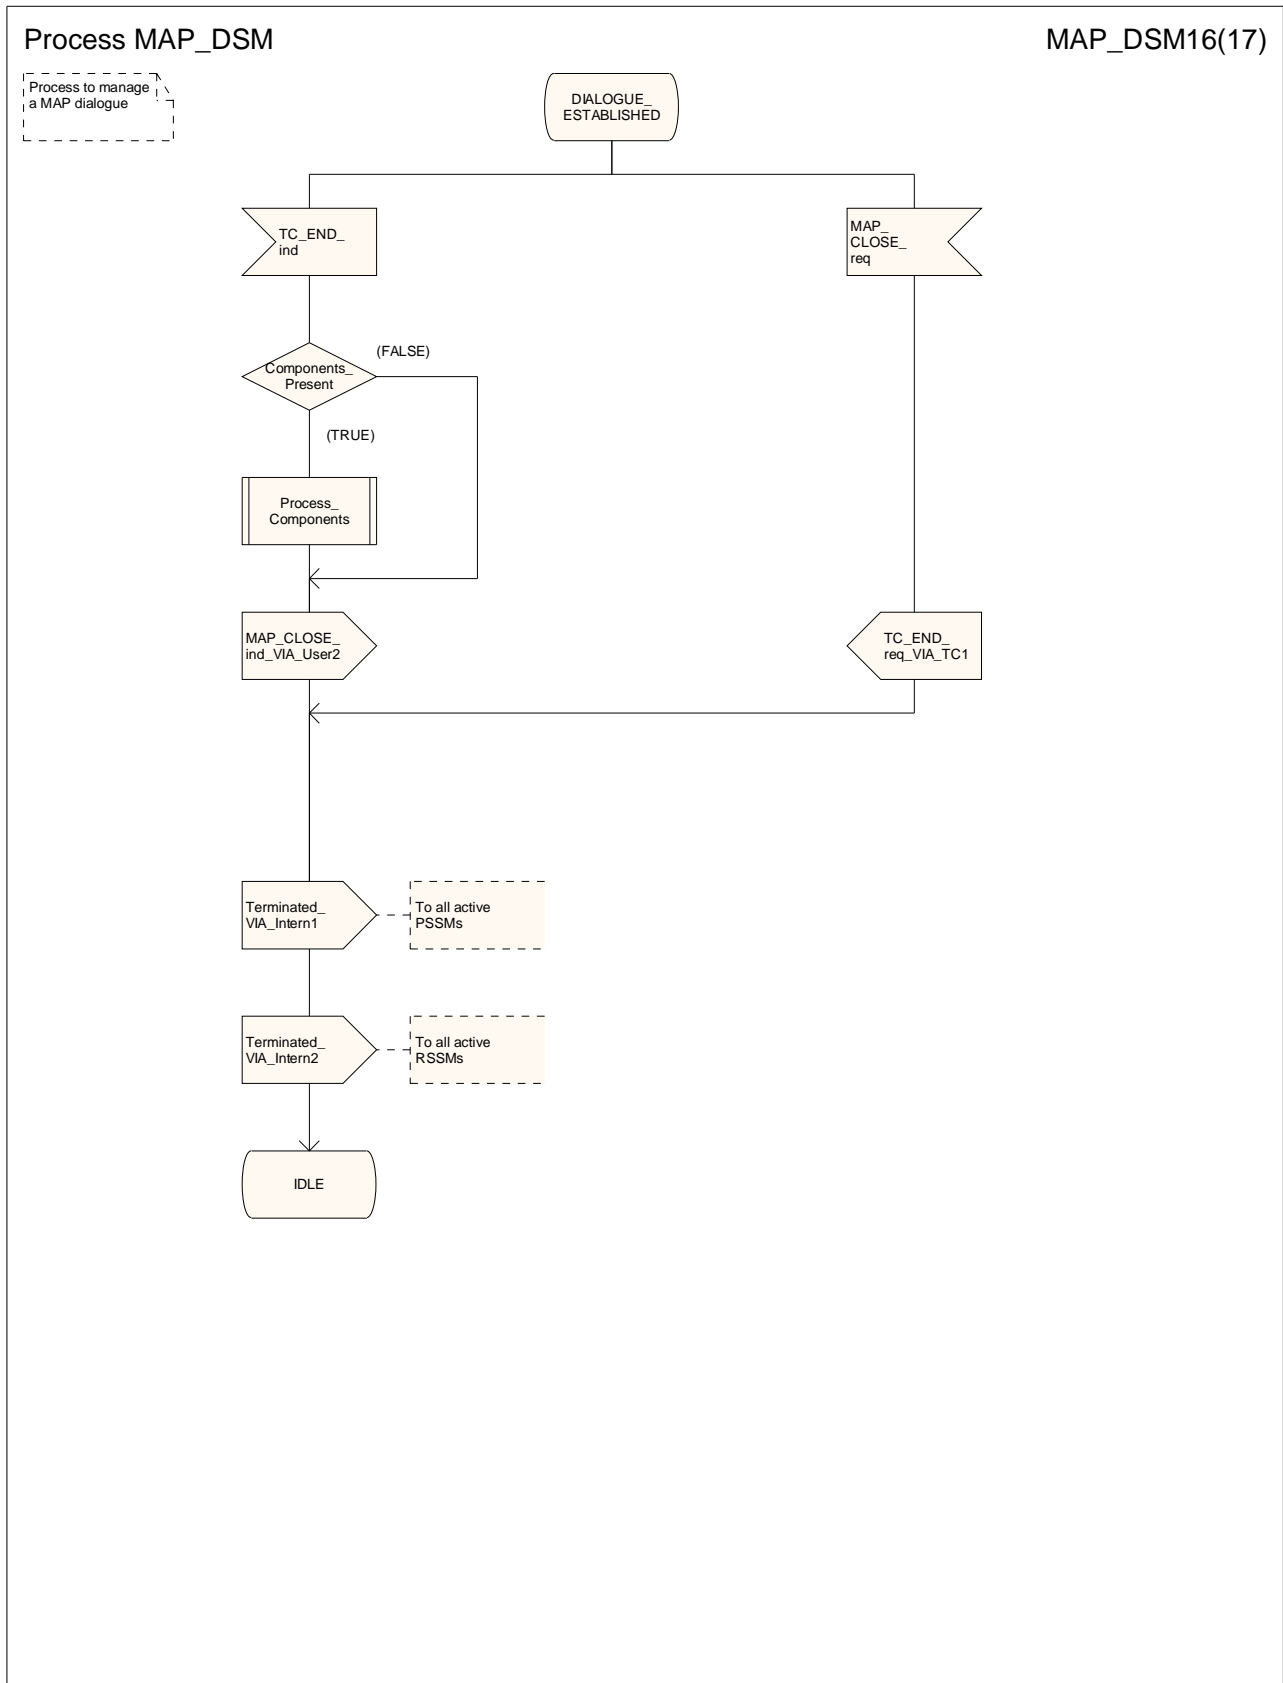 Process MAP_DSM
MAP_DSM16(17)
Process to manage
a MAP dialogue
DIALOGUE_
ESTABLISHED
TC_END_
ind
MAP_
CLOSE_
req
(FALSE)
Components_
Present
(TRUE)
Process_
Components
MAP_CLOSE_
ind_VIA_User2
TC_END_
req_VIA_TC1
Terminated_
VIA_Intern1
To all active
PSSMs
Terminated_
VIA_Intern2
To all active
RSSMs
IDLE